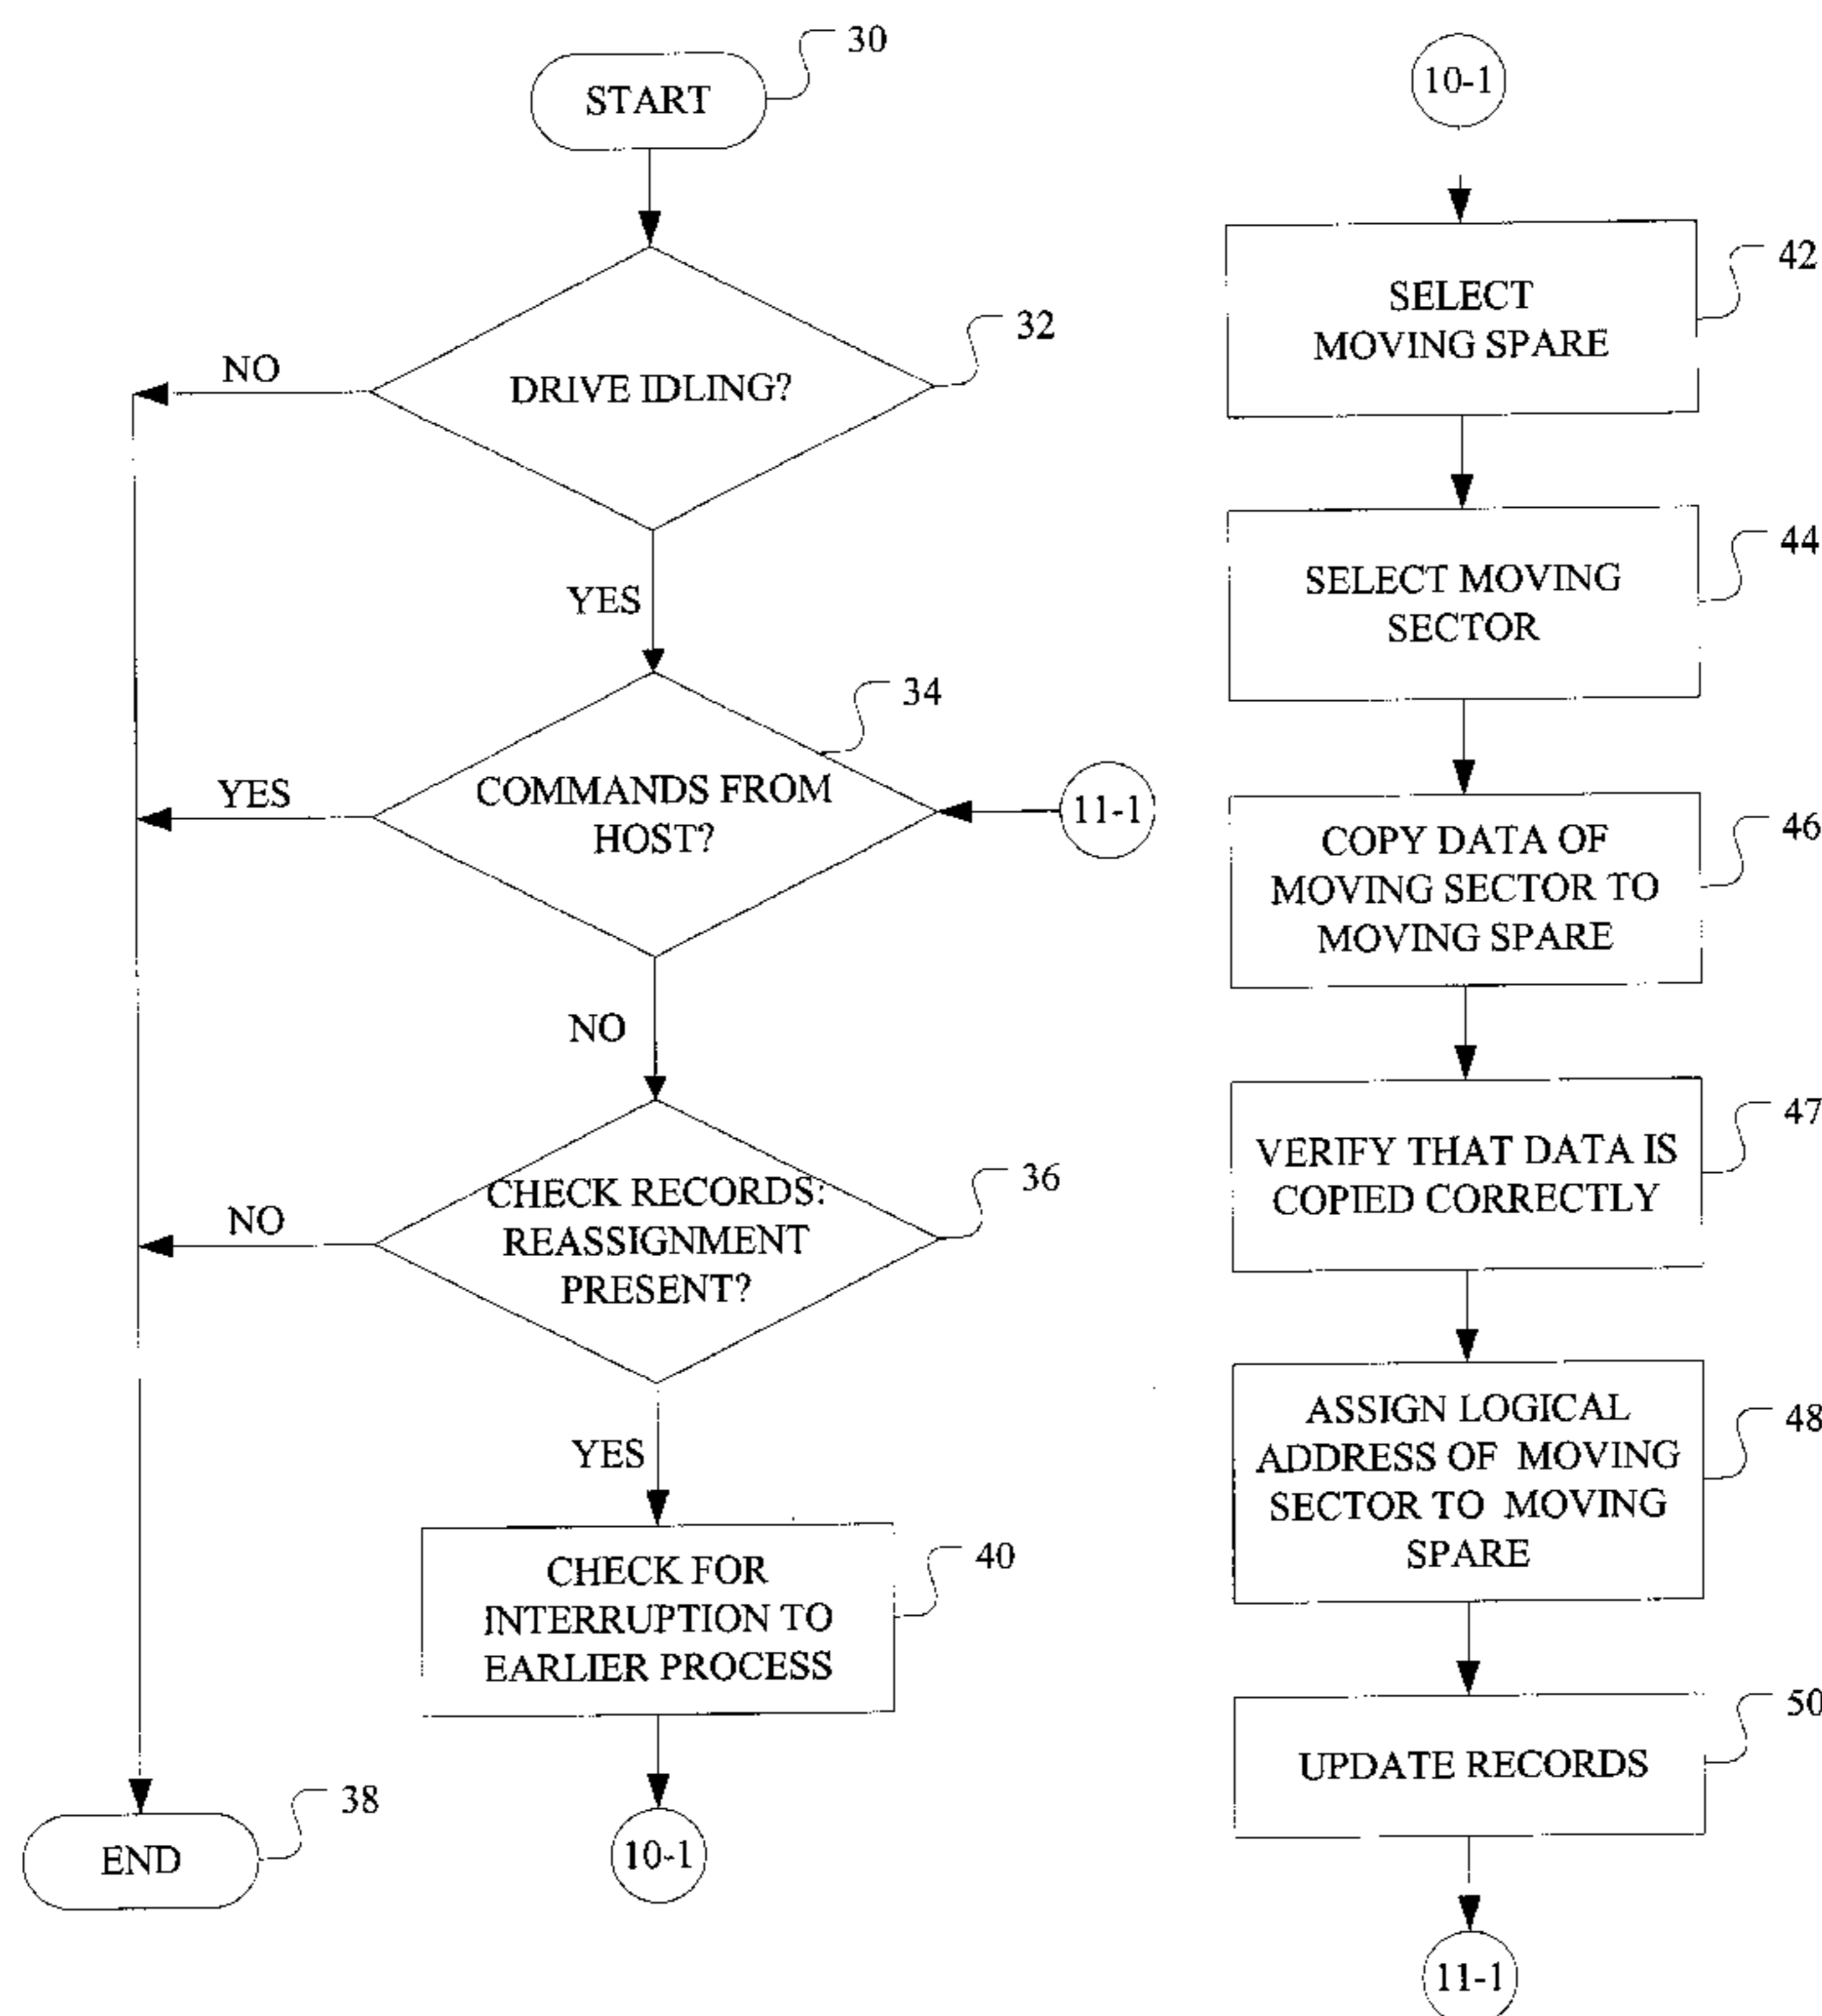 30
START
32
NO
DRIVE IDLING?
YES
34
YES
COMMANDS FROM
HOST?
11-1
NO
36
NO
CHECK RECORDS:
REASSIGNMENT
PRESENT?
YES
40
CHECK FOR
INTERRUPTION TO
EARLIER PROCESS
38
END
10-1
10-1
42
SELECT
MOVING SPARE
44
SELECT MOVING
SECTOR
46
COPY DATA OF
MOVING SECTOR TO
MOVING SPARE
47
VERIFY THAT DATA IS
COPIED CORRECTLY
48
ASSIGN LOGICAL
ADDRESS OF MOVING
SECTOR TO MOVING
SPARE
50
UPDATE RECORDS
11-1